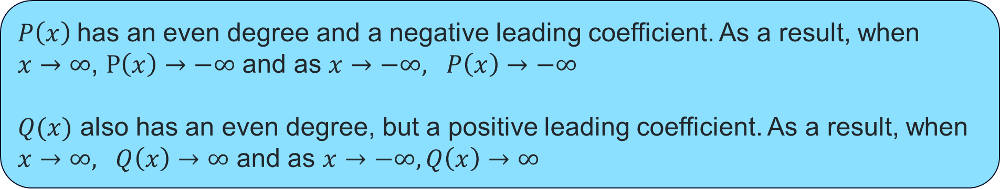 P(x) has an even degree and a negative leading coefficient. As a result, when
x → ∞, P(x) → −∞ and as x → −∞, P(x) → −∞
Q(x) also has an even degree, but a positive leading coefficient. As a result, when
x → ∞, Q(x) → ∞ and as x → −∞, Q(x) → ∞